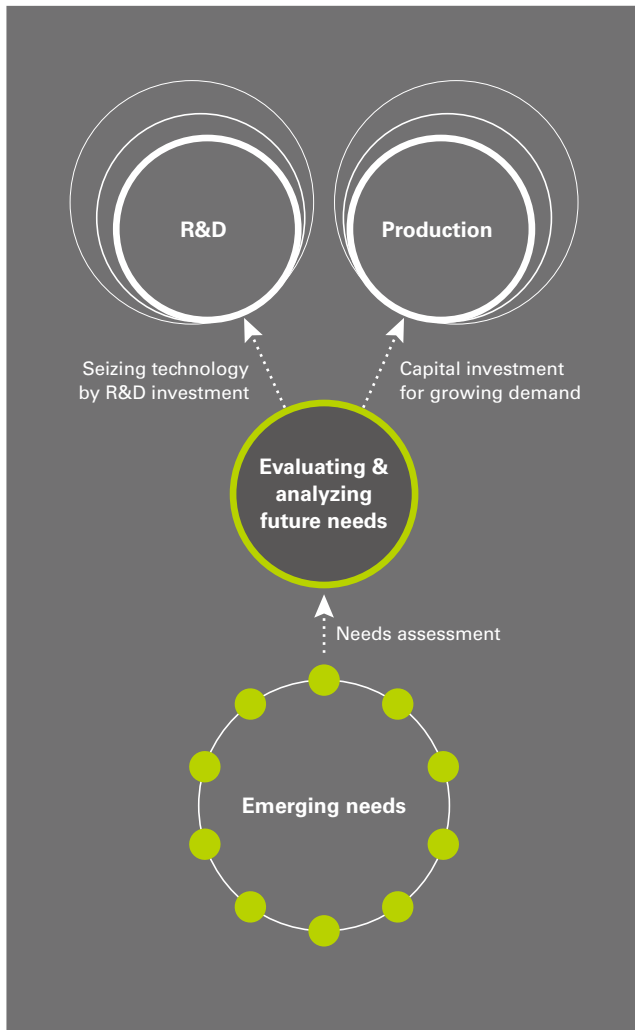 R&D
Production
Seizing technology
by R&D investment
Capital investment
for growing demand
Evaluating &
analyzing
future needs
Needs assessment
Emerging needs